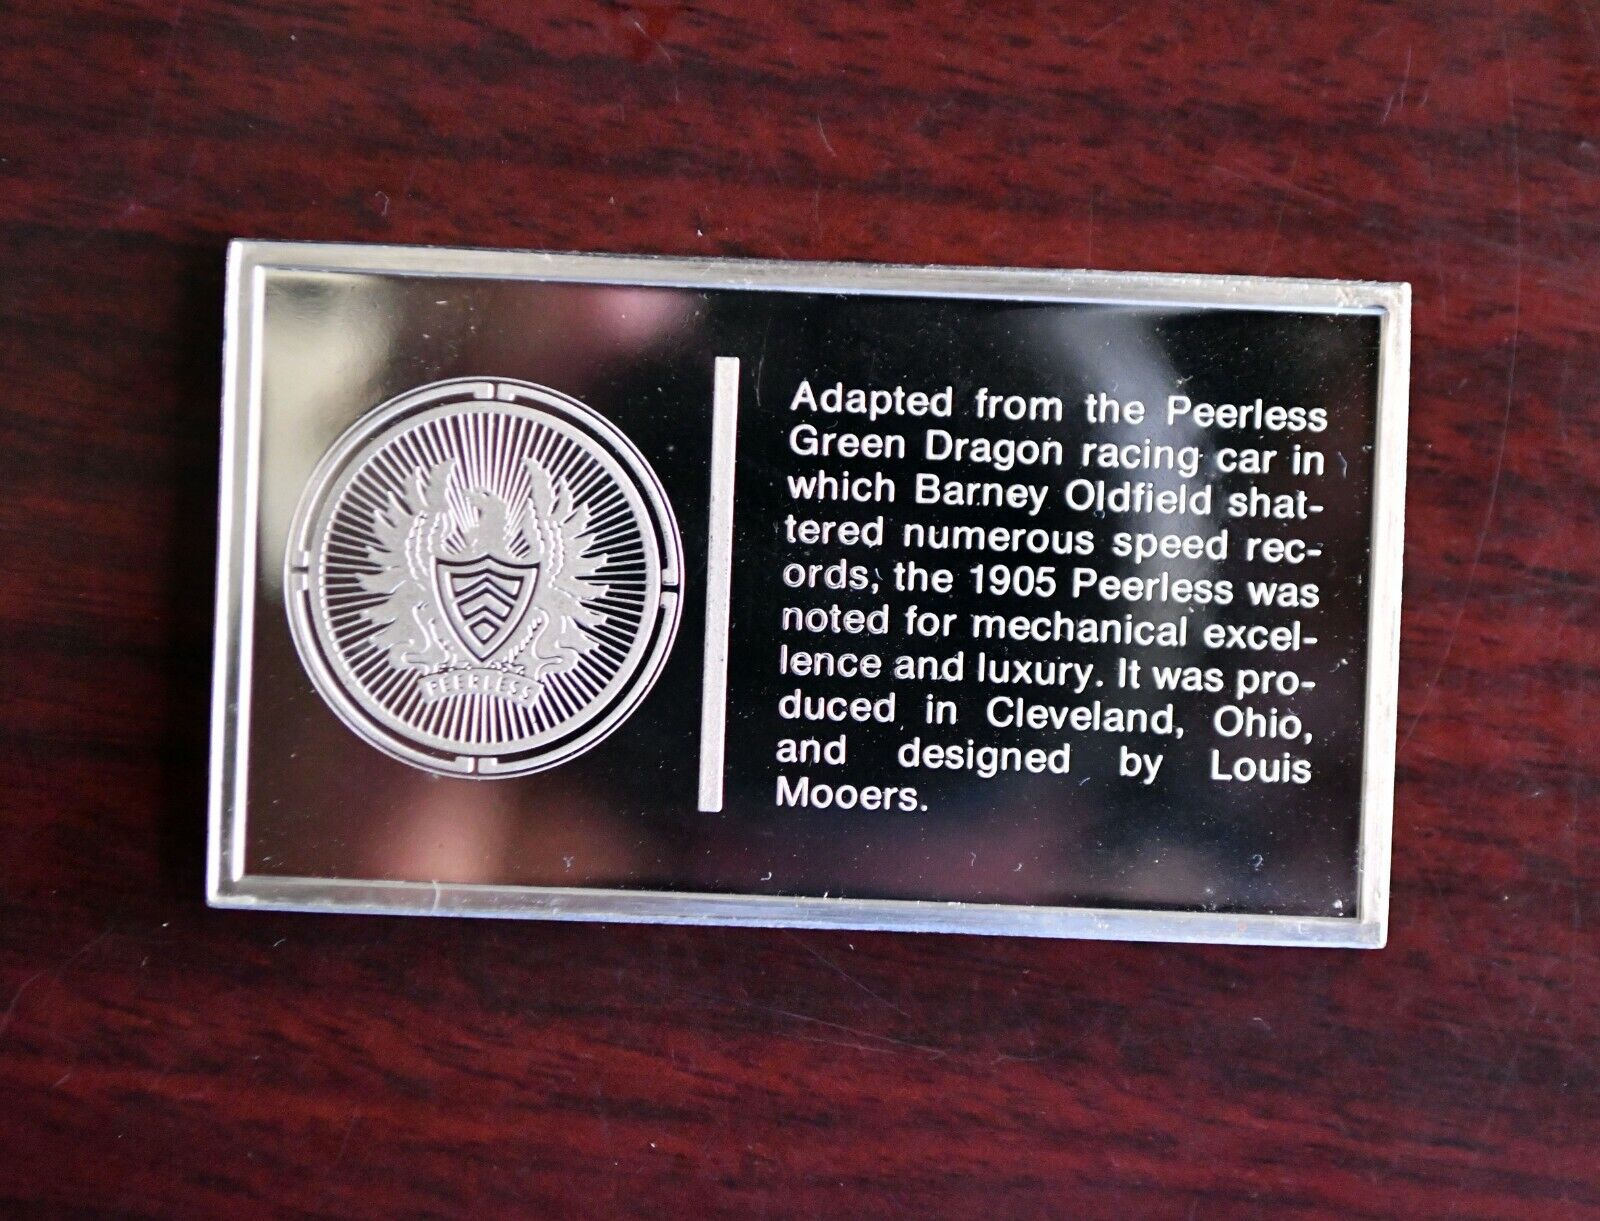 PEERLESS
Adapted from the Peerless
Green Dragon racing car in
which Barney Oldfield shat-
tered numerous speed rec-
ords, the 1905 Peerless was
noted for mechanical excel-
lence and luxury. It was pro-
duced in Cleveland, Ohio,
and designed by Louis
Mooers.